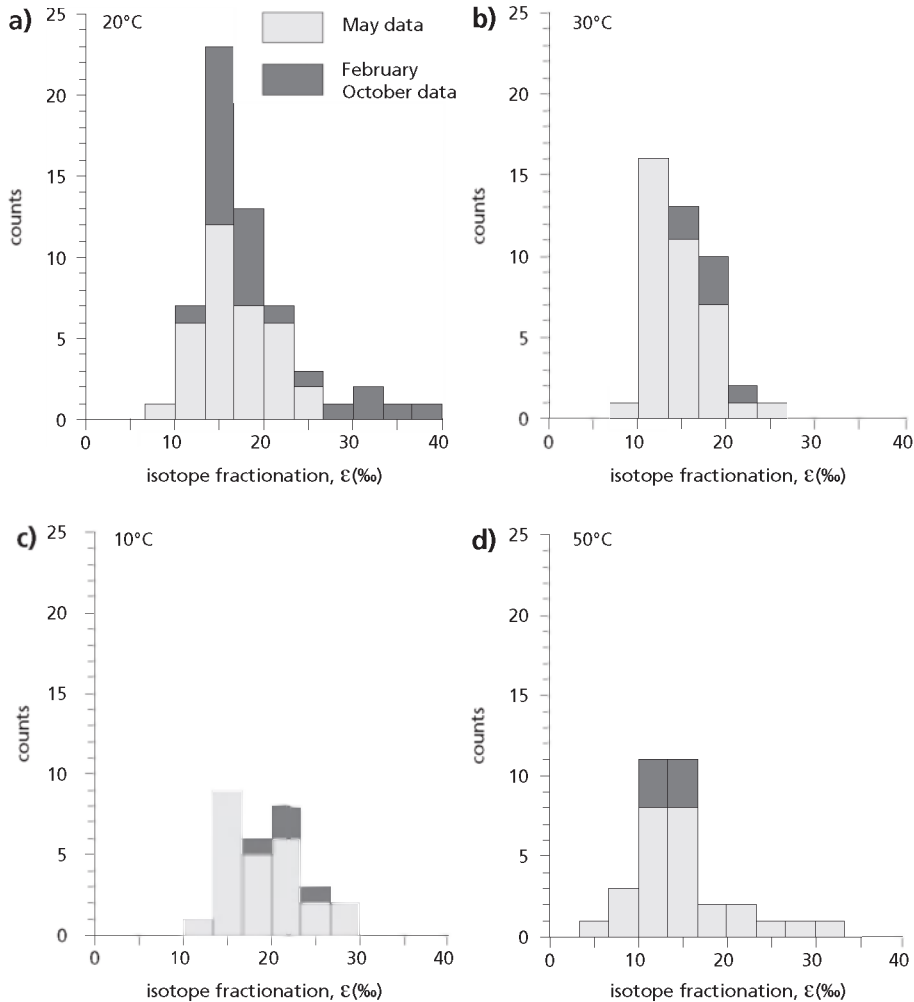 a)
20°C
May data
February
October data
25
20
15
10
5
0
counts
0 10 20 30 40
isotope fractionation, ε(‰)
b)
30°C
25
20
15
10
5
0
counts
0 10 20 30 40
isotope fractionation, ε(‰)
c)
10°C
25
20
15
10
5
0
counts
0 10 20 30 40
isotope fractionation, ε(‰)
d)
50°C
25
20
15
10
5
0
counts
0 10 20 30 40
isotope fractionation, ε(‰)